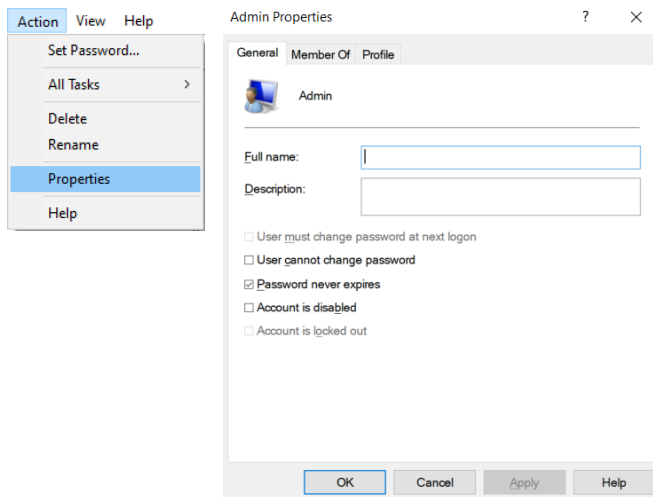 Action View Help
Set Password...
All Tasks
Delete
Rename
Properties
Help
Admin Properties
General Member Of Profile
Admin
Full name:
Description:
User must change password at next logon
User cannot change password
Password never expires
Account is disabled
Account is locked out
OK Cancel Apply Help